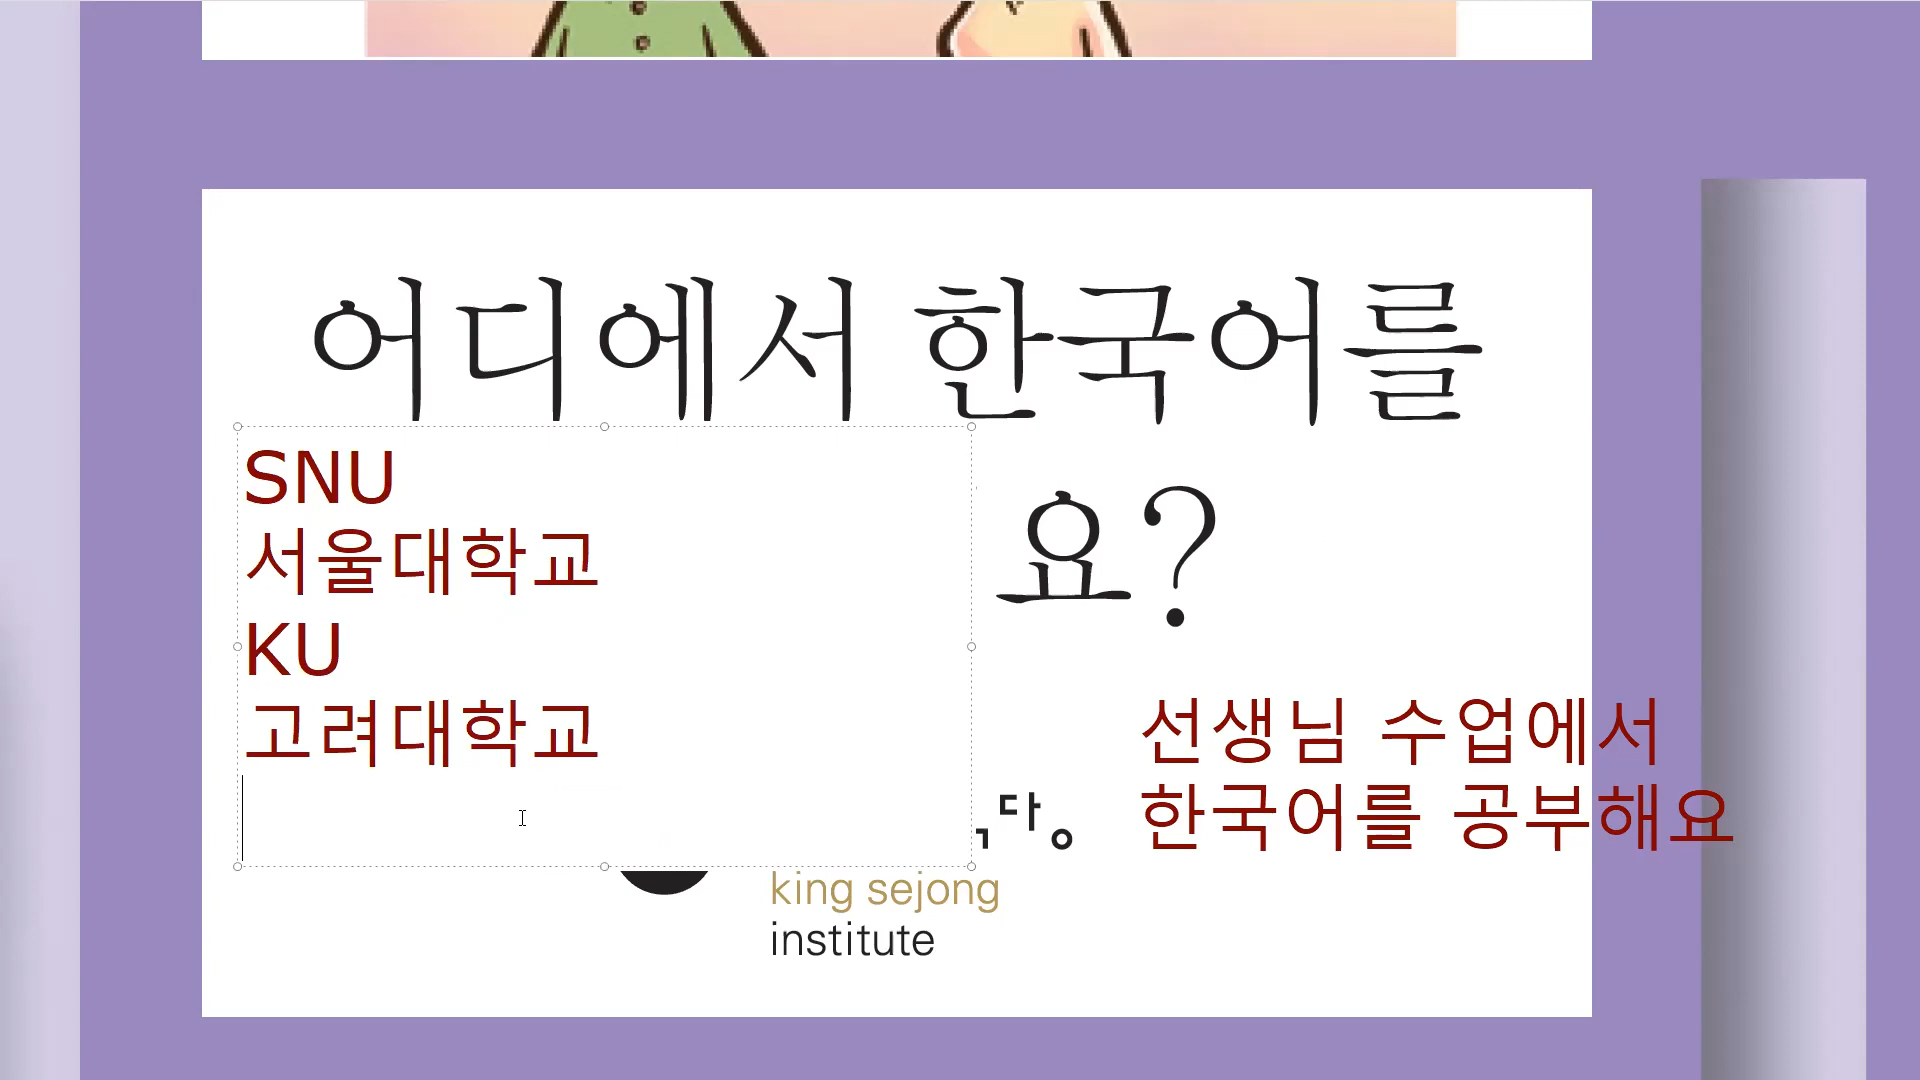 어디에서 한국어를
요?
SNU
서울대학교
KU
고려대학교
선생님 수업에서
한국어를 공부해요
king sejong
institute